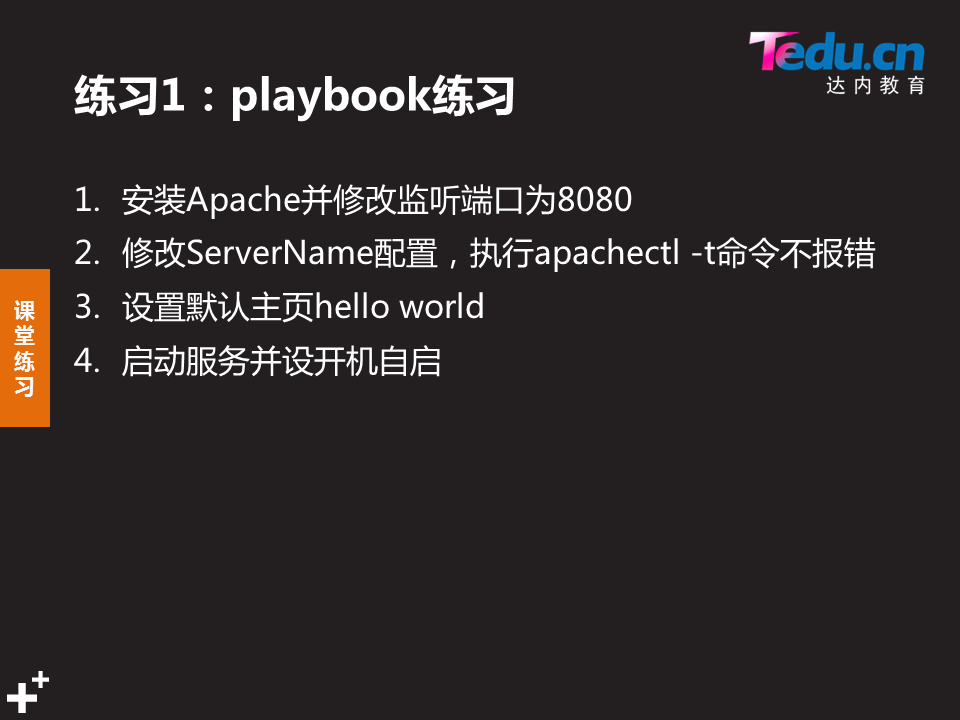 Tedu.cn
达内教育
练习1：playbook练习
1. 安装Apache并修改监听端口为8080
2. 修改ServerName配置，执行apachectl -t命令不报错
3. 设置默认主页hello world
4. 启动服务并设开机自启
课堂练习